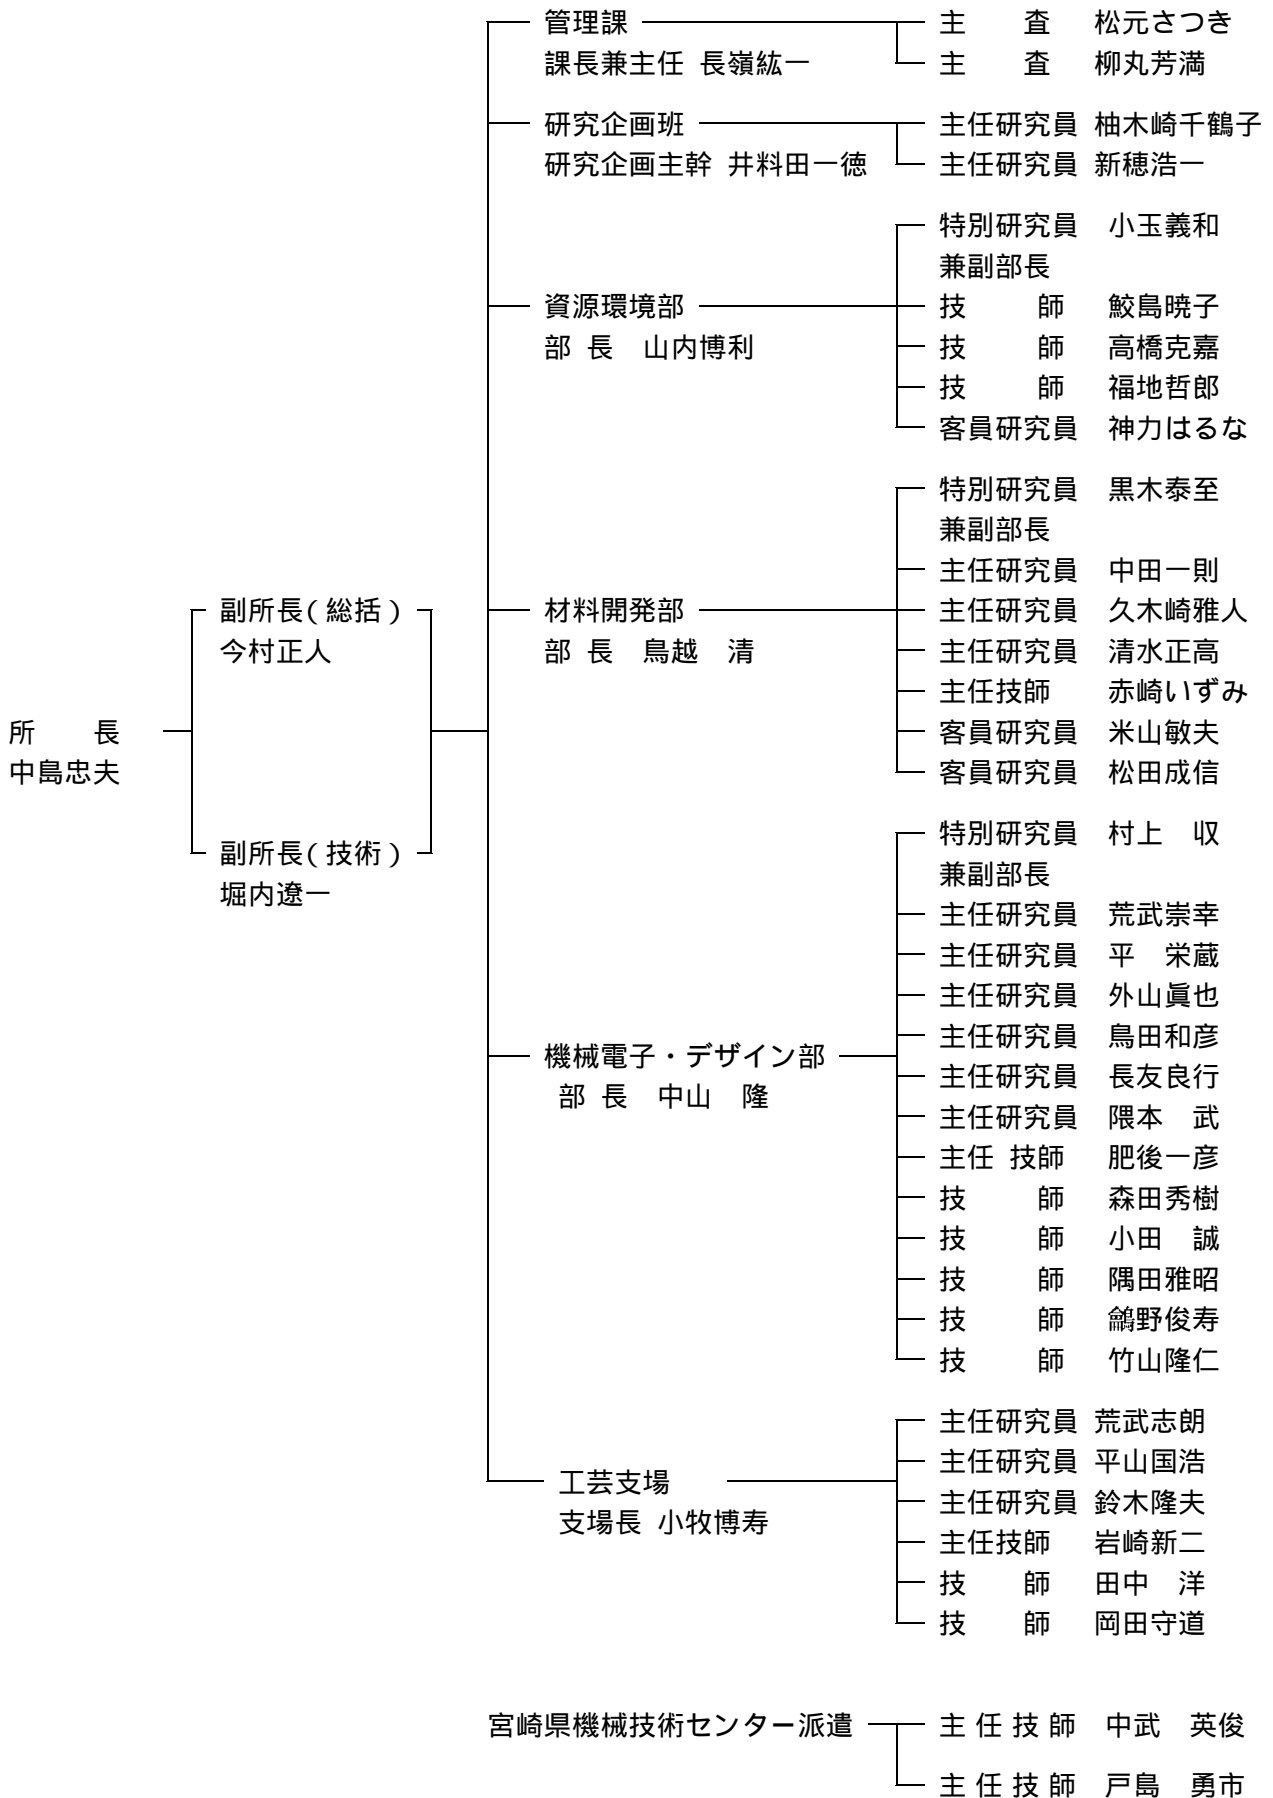 管理課 主 査 松元さつき
課長兼主任 長嶺紘一 主 査 柳丸芳満
研究企画班 主任研究員 柚木崎千鶴子
研究企画主幹 井料田一徳 主任研究員 新穂浩一
特別研究員 小玉義和
兼副部長
資源環境部 技 師 鮫島暁子
部 長 山内博利 技 師 高橋克嘉
技 師 福地哲郎
客員研究員 神力はるな
特別研究員 黒木泰至
兼副部長
主任研究員 中田一則
副所長(総括) 材料開発部 主任研究員 久木崎雅人
今村正人 部 長 鳥越 清 主任研究員 清水正高
主任技師 赤崎いずみ
所 長 客員研究員 米山敏夫
中島忠夫 客員研究員 松田成信
特別研究員 村上 収
副所長(技術)
兼副部長
堀内遼一
主任研究員 荒武崇幸
主任研究員 平 栄蔵
主任研究員 外山眞也
主任研究員 鳥田和彦
機械電子・デザイン部
主任研究員 長友良行
部 長 中山 隆
主任研究員 隈本 武
主任 技師 肥後一彦
技 師 森田秀樹
技 師 小田 誠
技 師 隅田雅昭
技 師 野俊寿
技 師 竹山隆仁
主任研究員 荒武志朗
主任研究員 平山国浩
工芸支場
主任研究員 鈴木隆夫
支場長 小牧博寿
主任技師 岩崎新二
技 師 田中 洋
技 師 岡田守道
宮崎県機械技術センター派遣 主 任 技 師 中武 英俊
主 任 技 師 戸島 勇市